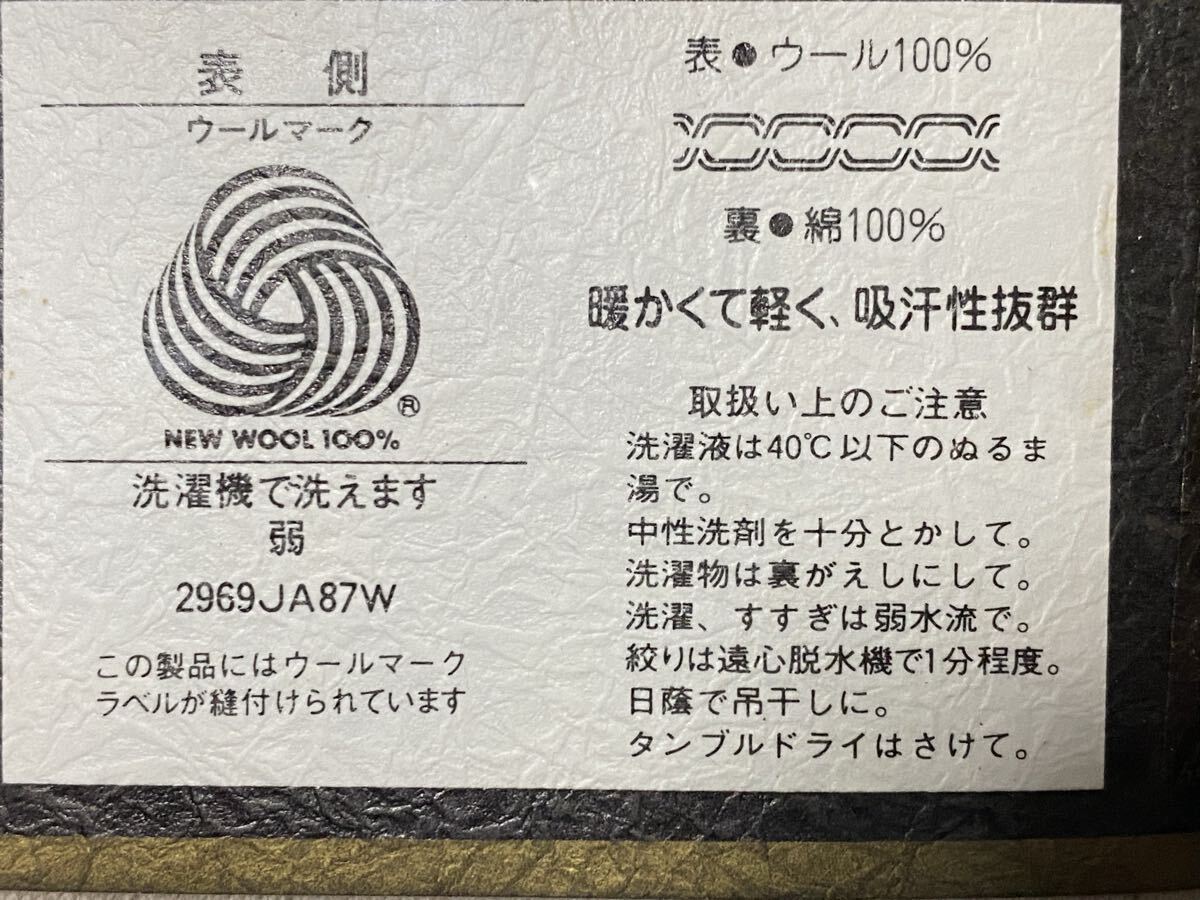 表 側
ウールマーク
®
NEW WOOL 100%
洗濯機で洗えます
弱
2969JA87W
この製品にはウールマーク
ラベルが縫付けられています
表●ウール100%
裏●綿100%
暖かくて軽く、吸汗性抜群
取扱い上のご注意
洗濯液は40℃以下のぬるま
湯で。
中性洗剤を十分とかして。
洗濯物は裏がえしにして。
洗濯、すすぎは弱水流で。
絞りは遠心脱水機で1分程度。
日蔭で吊干しに。
タンブルドライはさけて。